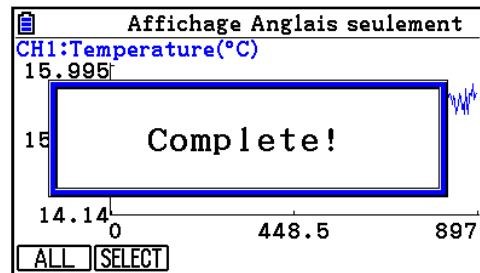 Affichage Anglais seulement
CH1:Temperature(°C)
15.995
15
Complete!
14.14
0 448.5 897
ALL SELECT